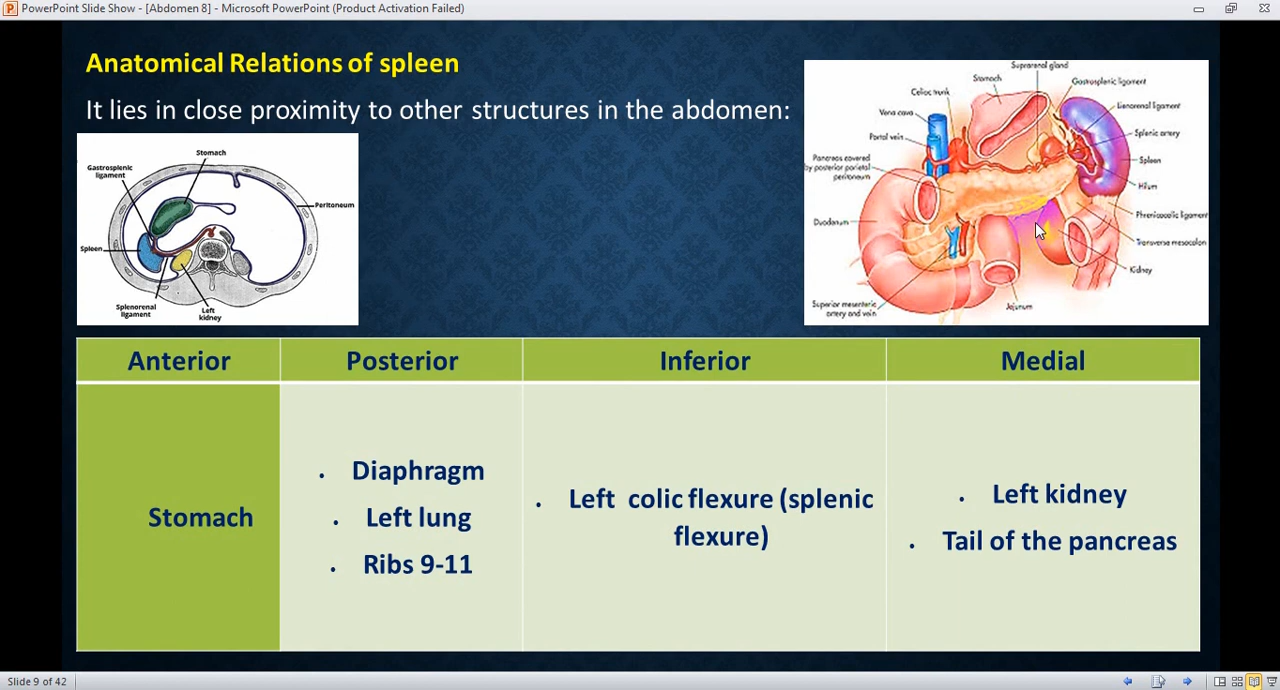 PowerPoint Slide Show - [Abdomen 8] - Microsoft PowerPoint (Product Activation Failed)
Anatomical Relations of spleen
It lies in close proximity to other structures in the abdomen:
Stomach
Gastrosplenic
ligament
Peritoneum
Spleen
Splenorenal
ligament
Left
kidney
Suprarenal gland
Stomach
Gastrosplenic ligament
Celiac trunk
Lienorenal ligament
Vena cava
Splenic artery
Portal vein
Pancreas covered
by posterior parietal
peritoneum
Spleen
Hilum
Duodenum
Phrenicocolic ligament
Transverse mesocolon
Kidney
Superior mesenteric
artery and vein
Jejunum
Anterior Posterior Inferior Medial
Stomach
• Diaphragm
• Left lung
• Ribs 9-11
• Left colic flexure (splenic
flexure)
• Left kidney
• Tail of the pancreas
Slide 9 of 42